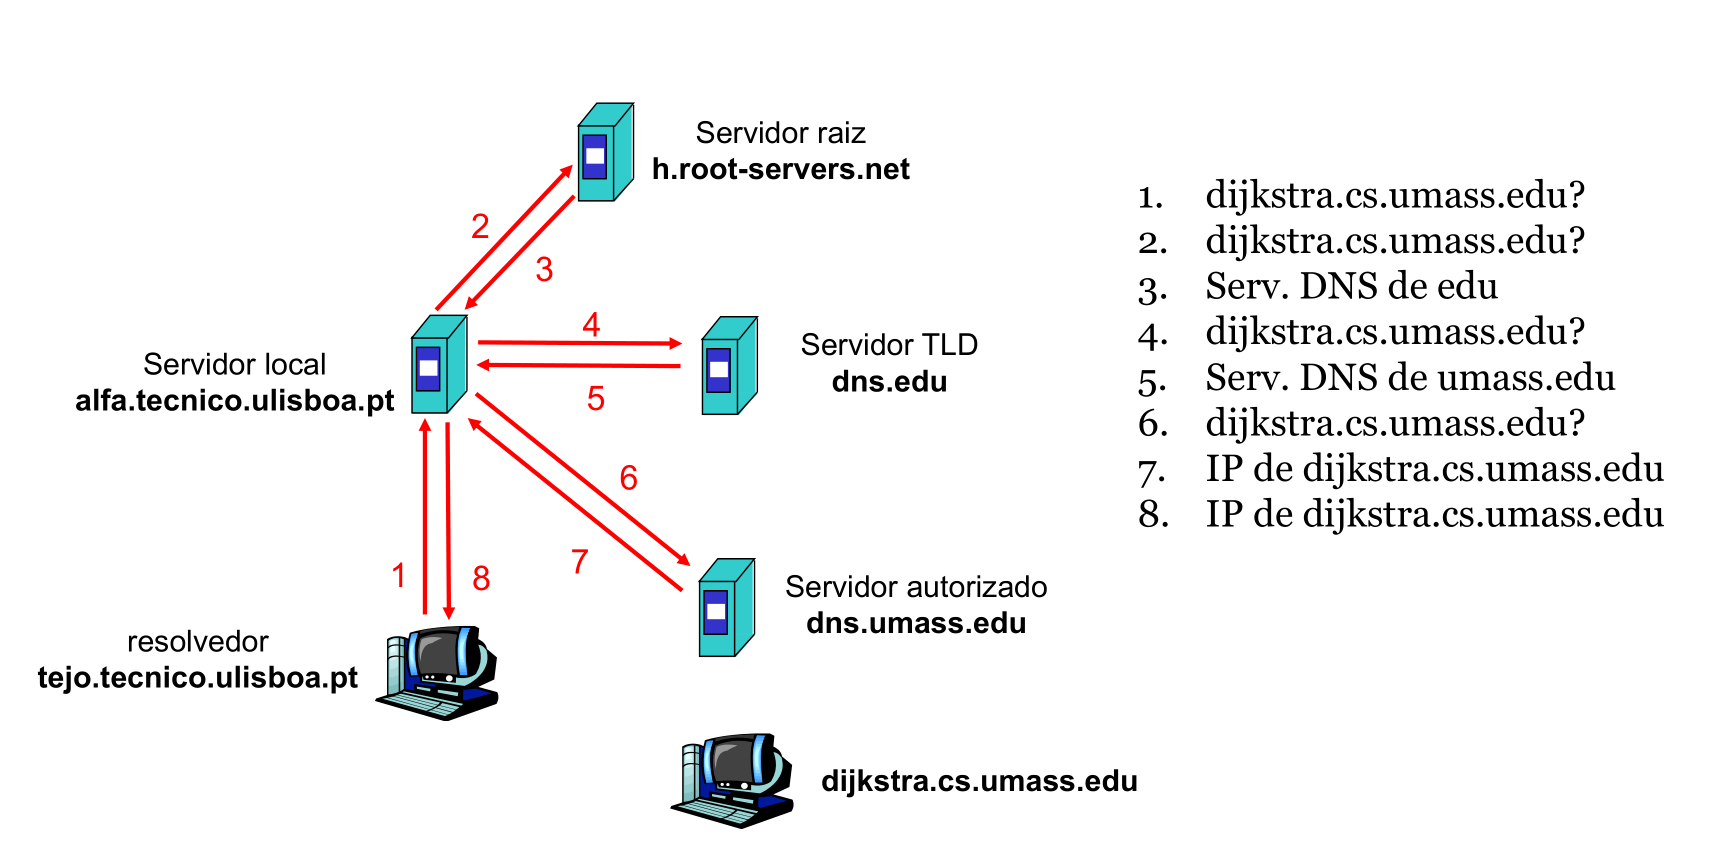 Servidor raiz
h.root-servers.net
2
3
4
5
Servidor local
alfa.tecnico.ulisboa.pt
Servidor TLD
dns.edu
6
7
1
8
Servidor autorizado
dns.umass.edu
resolvedor
tejo.tecnico.ulisboa.pt
dijkstra.cs.umass.edu
1. dijkstra.cs.umass.edu?
2. dijkstra.cs.umass.edu?
3. Serv. DNS de edu
4. dijkstra.cs.umass.edu?
5. Serv. DNS de umass.edu
6. dijkstra.cs.umass.edu?
7. IP de dijkstra.cs.umass.edu
8. IP de dijkstra.cs.umass.edu